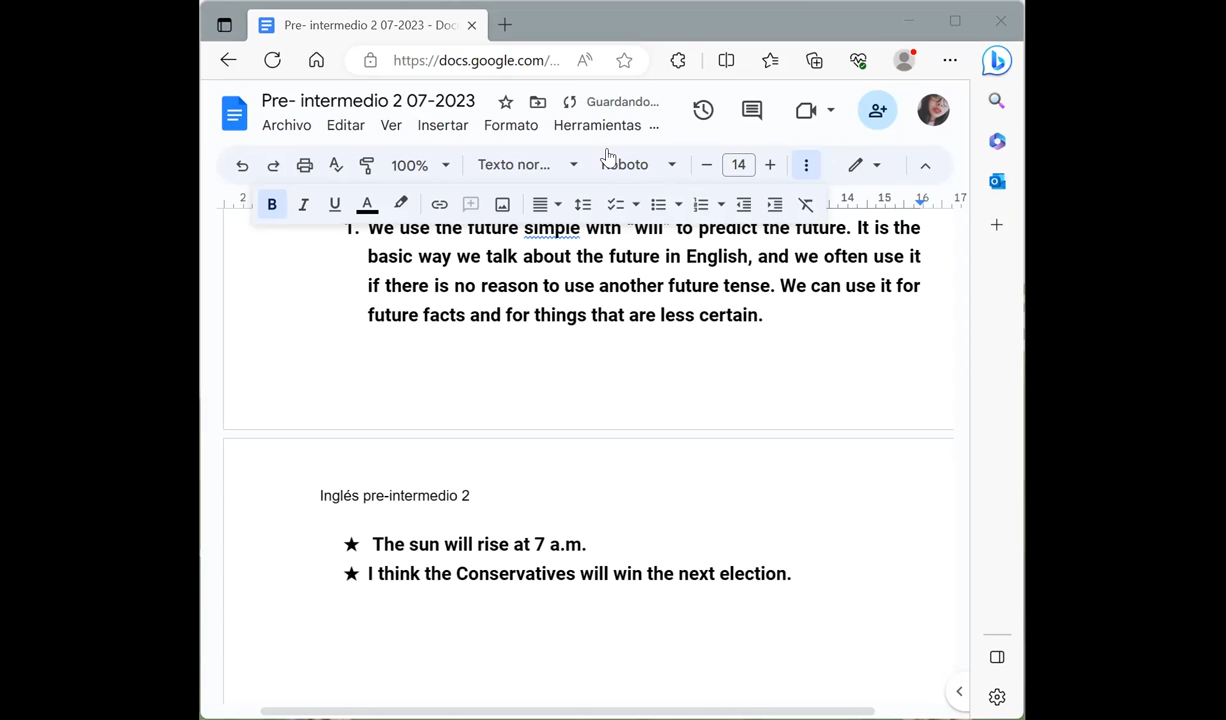 Pre- intermedio 2 07-2023 - Doc
https://docs.google.com/...
Pre- intermedio 2 07-2023
Guardando...
Archivo Editar Ver Insertar Formato Herramientas ...
100% Texto nor... 14
2 14 15 16 17
1. We use the future simple with "will" to predict the future. It is the
basic way we talk about the future in English, and we often use it
if there is no reason to use another future tense. We can use it for
future facts and for things that are less certain.
Inglés pre-intermedio 2
★ The sun will rise at 7 a.m.
★ I think the Conservatives will win the next election.